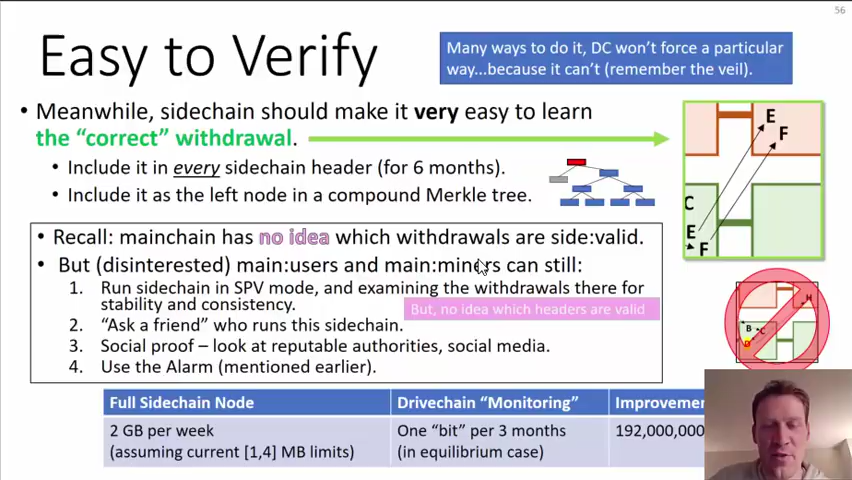 56
Easy to Verify
Many ways to do it, DC won't force a particular
way...because it can't (remember the veil).
• Meanwhile, sidechain should make it very easy to learn
the "correct" withdrawal.
• Include it in every sidechain header (for 6 months).
• Include it as the left node in a compound Merkle tree.
E
F
C
E
F
• Recall: mainchain has no idea which withdrawals are side:valid.
• But (disinterested) main:users and main:miners can still:
1. Run sidechain in SPV mode, and examining the withdrawals there for
stability and consistency.
But, no idea which headers are valid
2. "Ask a friend" who runs this sidechain.
3. Social proof – look at reputable authorities, social media.
4. Use the Alarm (mentioned earlier).
H
B
C
D
Full Sidechain Node Drivechain "Monitoring"
2 GB per week One "bit" per 3 months 192,000,000
(assuming current [1,4] MB limits) (in equilibrium case)